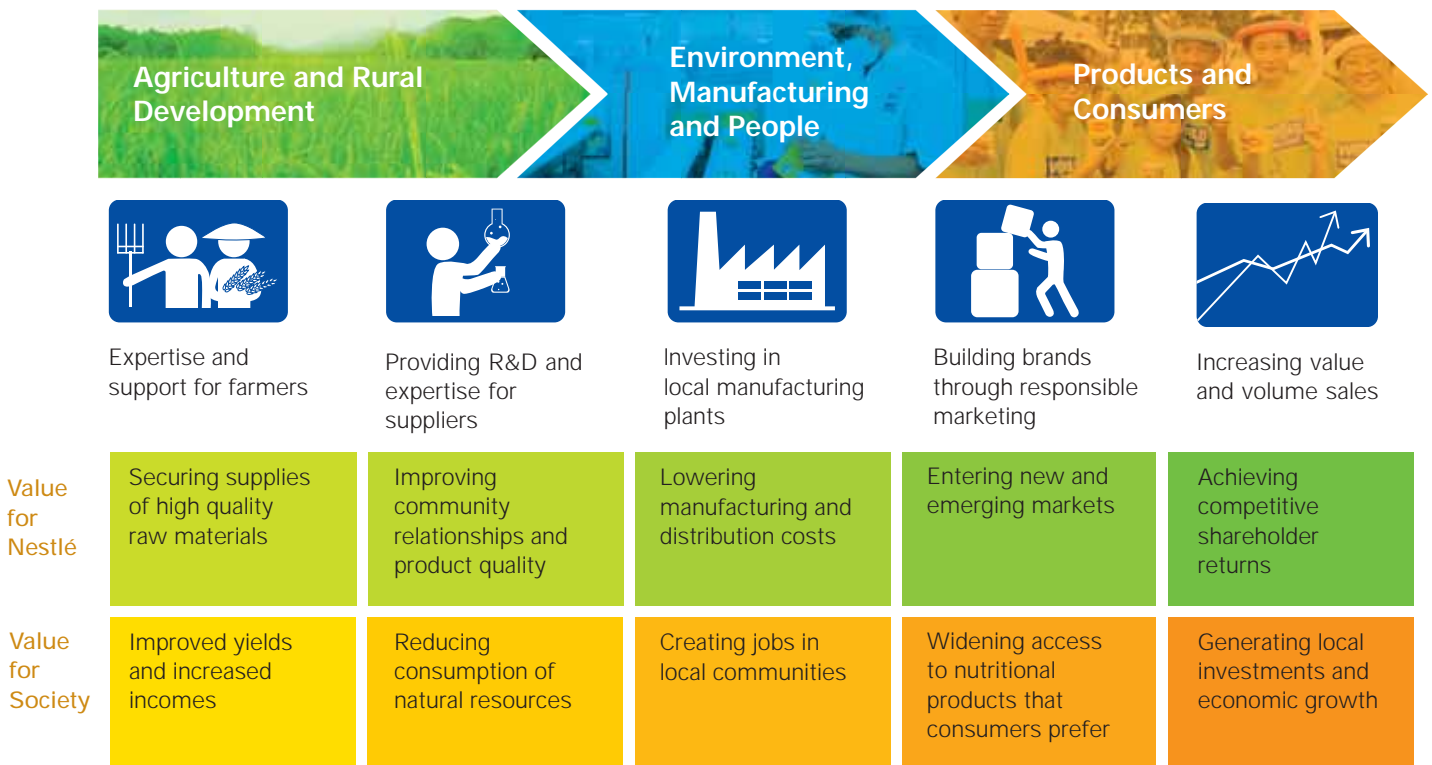 Agriculture and Rural
Development
Environment,
Manufacturing
and People
Products and
Consumers
Expertise and
support for farmers
Providing R&D and
expertise for
suppliers
Investing in
local manufacturing
plants
Building brands
through responsible
marketing
Increasing value
and volume sales
Value
for
Nestlé
Securing supplies
of high quality
raw materials
Improving
community
relationships and
product quality
Lowering
manufacturing and
distribution costs
Entering new and
emerging markets
Achieving
competitive
shareholder
returns
Value
for
Society
Improved yields
and increased
incomes
Reducing
consumption of
natural resources
Creating jobs in
local communities
Widening access
to nutritional
products that
consumers prefer
Generating local
investments and
economic growth